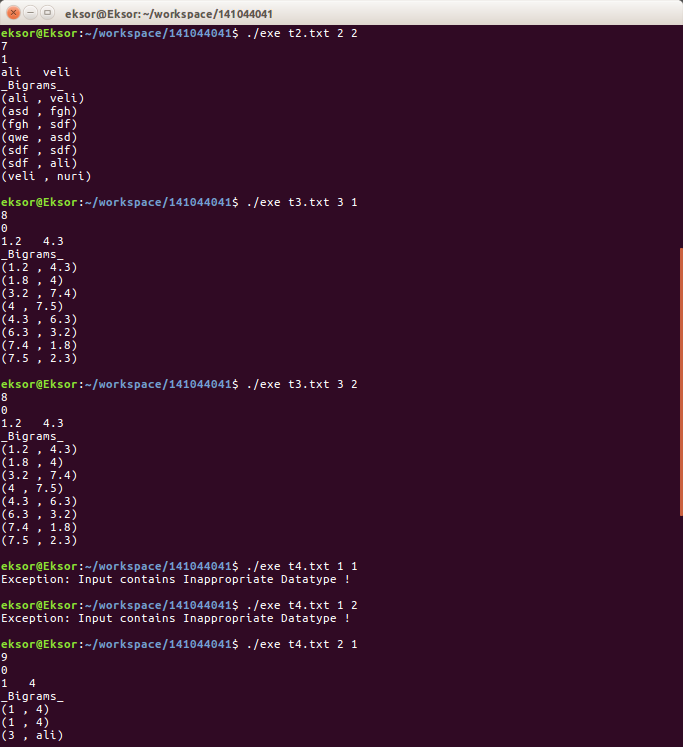 eksor@Eksor:~/workspace/141044041
eksor@Eksor:~/workspace/141044041$ ./exe t2.txt 2 2
7
1
ali   veli
_Bigrams_
(ali , veli)
(asd , fgh)
(fgh , sdf)
(qwe , asd)
(sdf , sdf)
(sdf , ali)
(veli , nuri)
eksor@Eksor:~/workspace/141044041$ ./exe t3.txt 3 1
8
0
1.2   4.3
_Bigrams_
(1.2 , 4.3)
(1.8 , 4)
(3.2 , 7.4)
(4 , 7.5)
(4.3 , 6.3)
(6.3 , 3.2)
(7.4 , 1.8)
(7.5 , 2.3)
eksor@Eksor:~/workspace/141044041$ ./exe t3.txt 3 2
8
0
1.2   4.3
_Bigrams_
(1.2 , 4.3)
(1.8 , 4)
(3.2 , 7.4)
(4 , 7.5)
(4.3 , 6.3)
(6.3 , 3.2)
(7.4 , 1.8)
(7.5 , 2.3)
eksor@Eksor:~/workspace/141044041$ ./exe t4.txt 1 1
Exception: Input contains Inappropriate Datatype !
eksor@Eksor:~/workspace/141044041$ ./exe t4.txt 1 2
Exception: Input contains Inappropriate Datatype !
eksor@Eksor:~/workspace/141044041$ ./exe t4.txt 2 1
9
0
1   4
_Bigrams_
(1 , 4)
(1 , 4)
(3 , ali)